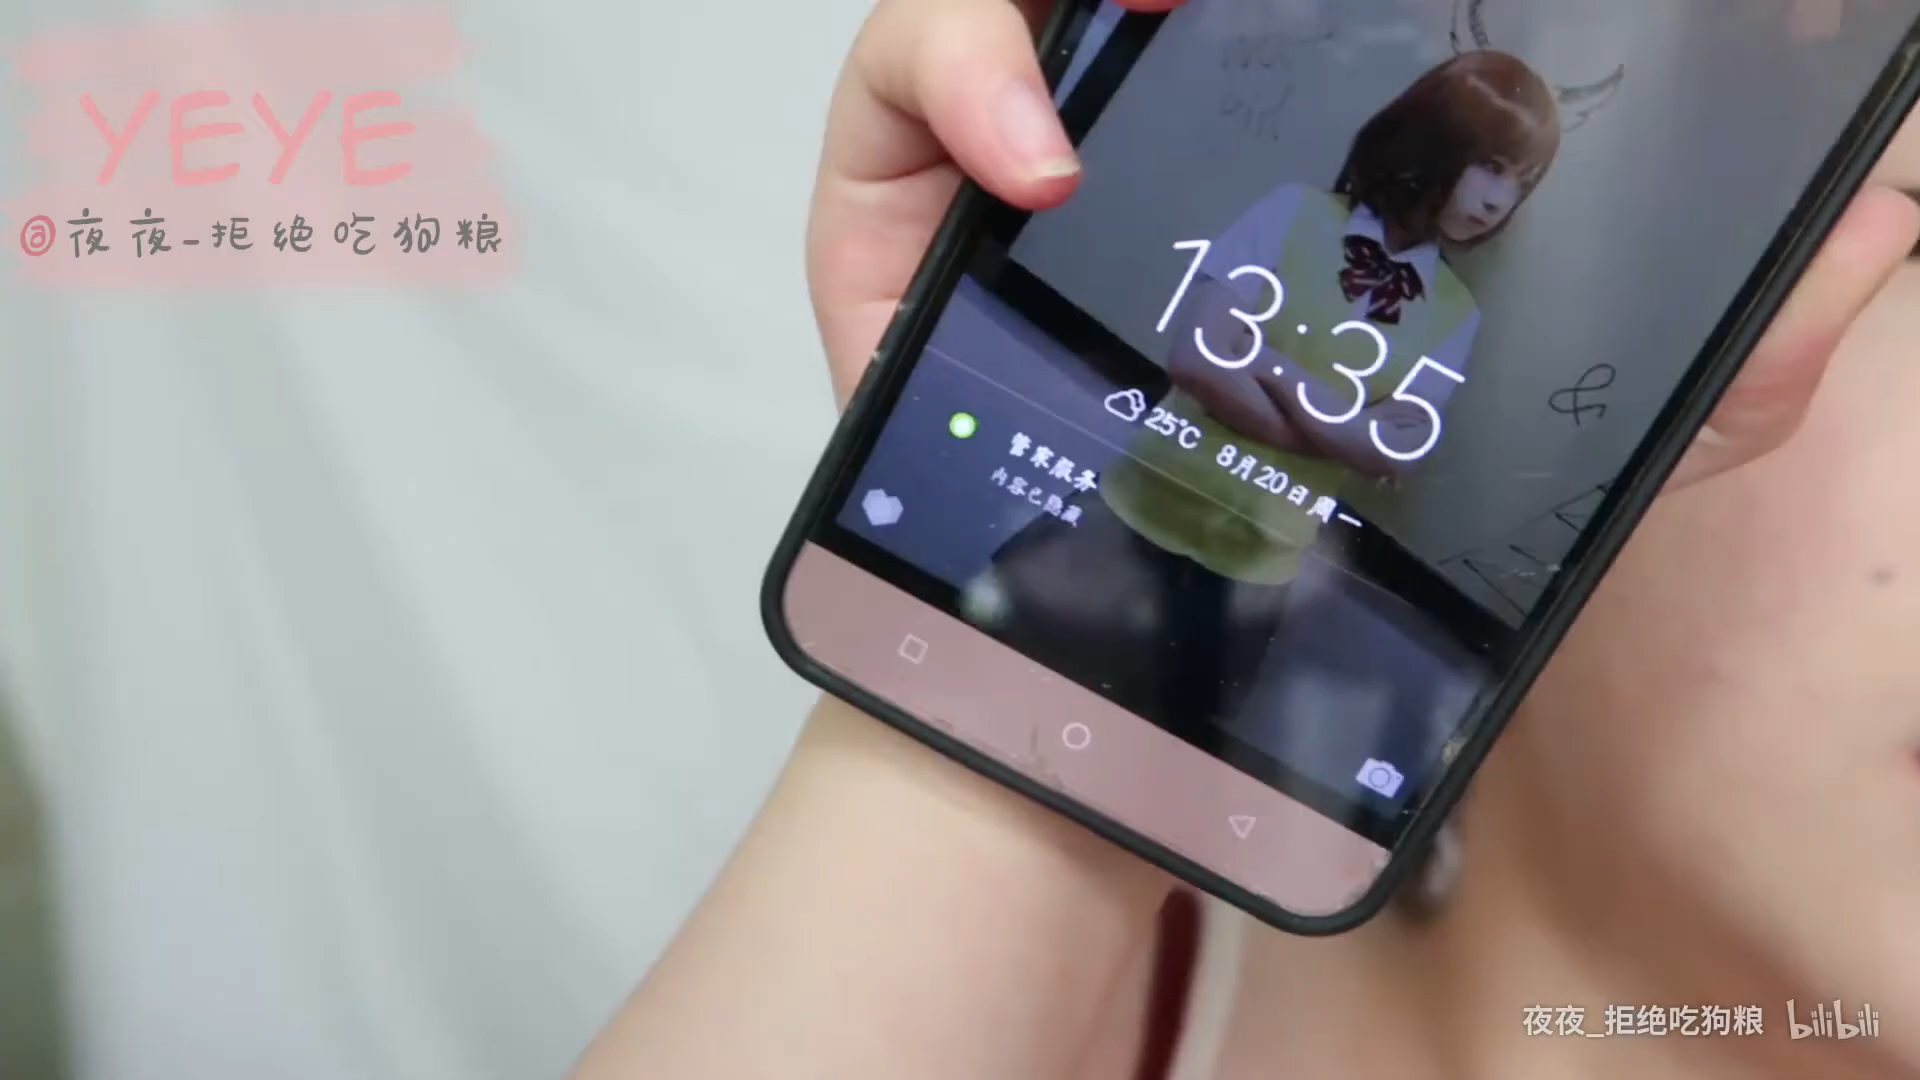 YEYE
@夜夜_拒绝吃狗粮
13:35
25℃ 8月20日周一
管家服务
内容已隐藏
&
夜夜_拒绝吃狗粮 bilibili